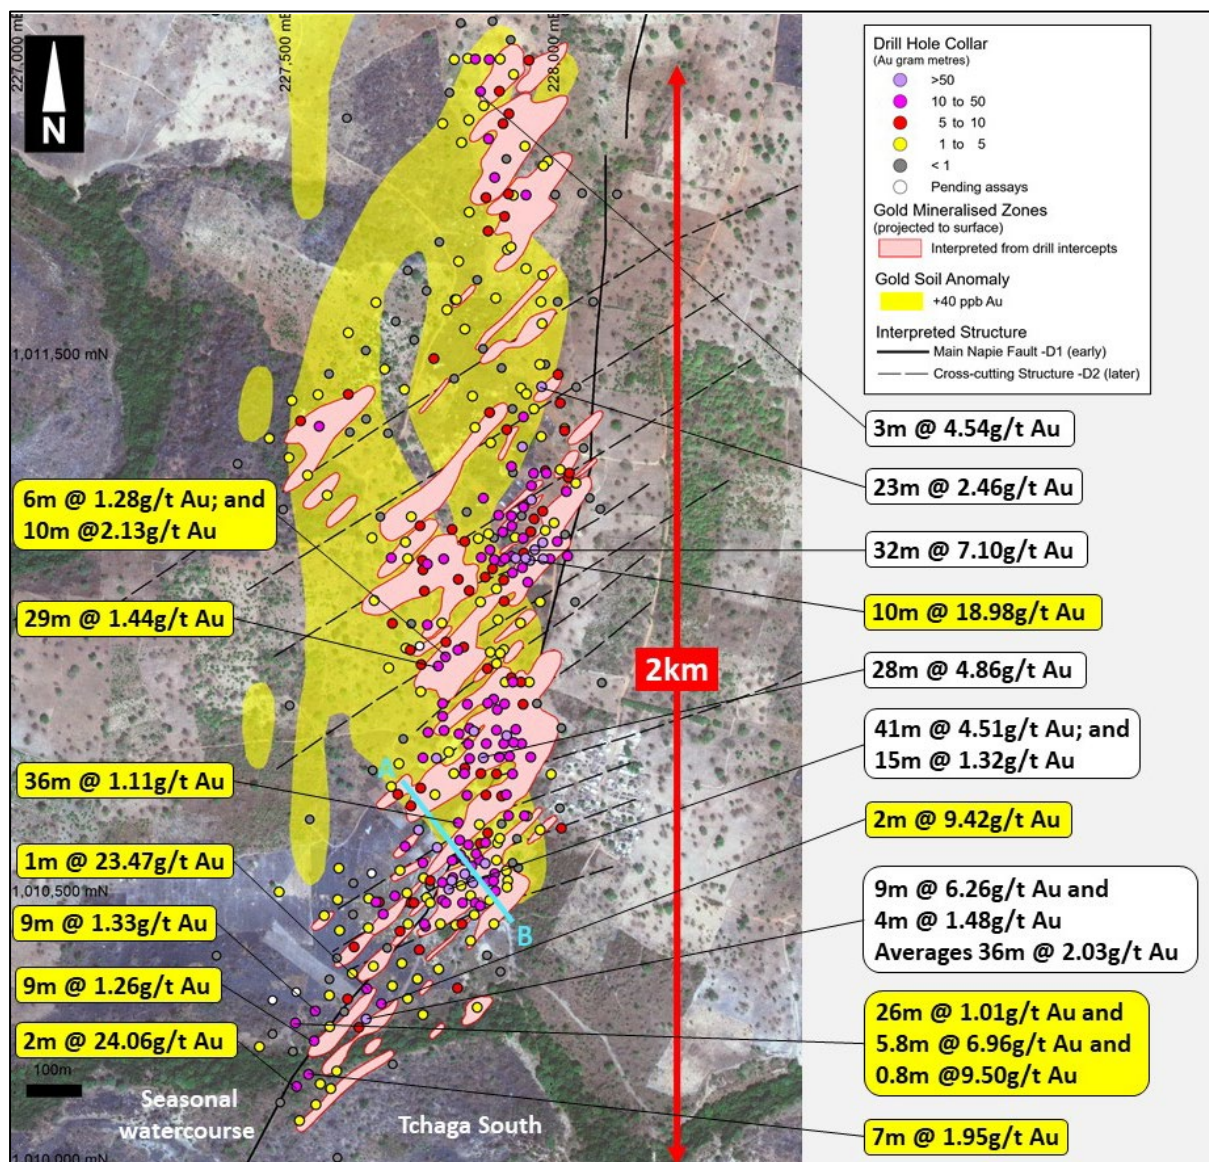 227,000 mE
227,500 mE
228,000 mE
N
Drill Hole Collar
(Au gram metres)
>50
10 to 50
5 to 10
1 to 5
< 1
Pending assays
Gold Mineralised Zones
(projected to surface)
Interpreted from drill intercepts
Gold Soil Anomaly
+40 ppb Au
Interpreted Structure
Main Napie Fault -D1 (early)
Cross-cutting Structure -D2 (later)
1,011,500 mN
3m @ 4.54g/t Au
23m @ 2.46g/t Au
6m @ 1.28g/t Au; and
10m @2.13g/t Au
32m @ 7.10g/t Au
29m @ 1.44g/t Au
10m @ 18.98g/t Au
2km
28m @ 4.86g/t Au
41m @ 4.51g/t Au; and
15m @ 1.32g/t Au
36m @ 1.11g/t Au
A
2m @ 9.42g/t Au
1m @ 23.47g/t Au
1,010,500 mN
9m @ 6.26g/t Au and
4m @ 1.48g/t Au
Averages 36m @ 2.03g/t Au
9m @ 1.33g/t Au
B
9m @ 1.26g/t Au
26m @ 1.01g/t Au and
5.8m @ 6.96g/t Au and
0.8m @9.50g/t Au
2m @ 24.06g/t Au
100m
Seasonal
watercourse
Tchaga South
7m @ 1.95g/t Au
1,010,000 mN